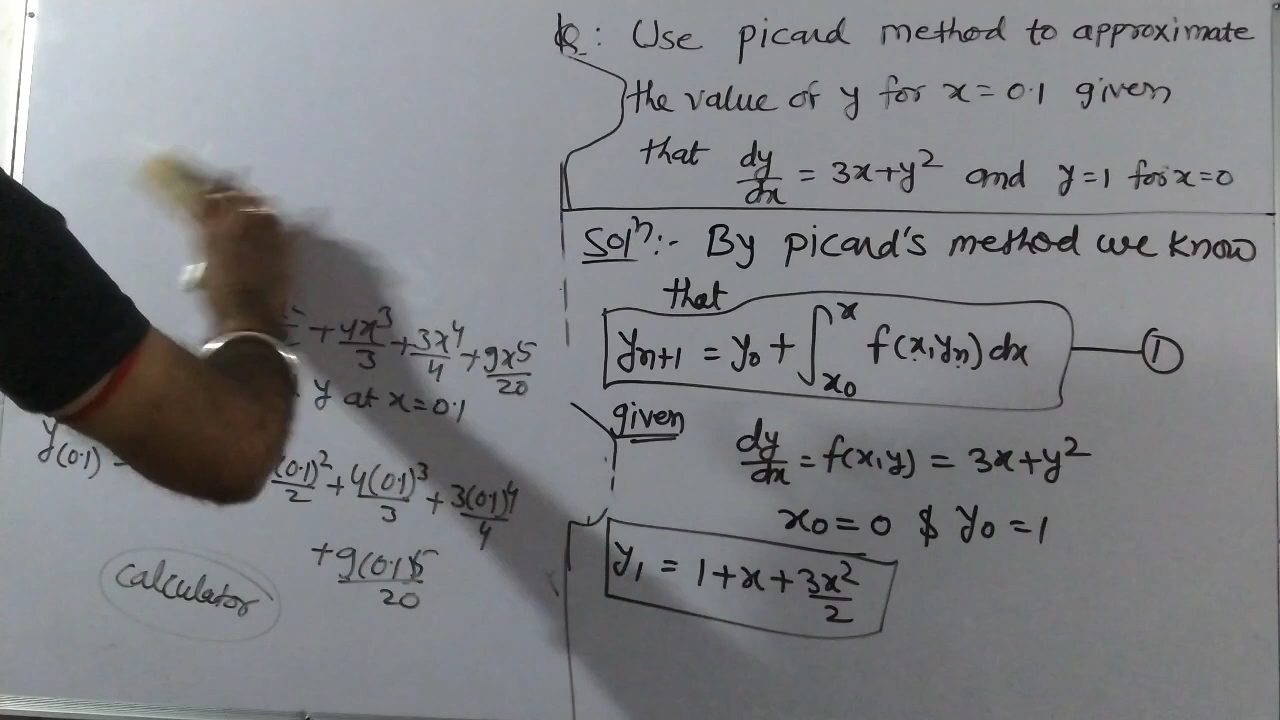 Q: Use picard method to approximate
the value of y for x=0.1 given
that dy/dx = 3x+y² and y=1 for x=0
Solⁿ:- By picard's method we know
that
yₙ₊₁ = y₀ + ∫ₓ₀ˣ f(x,yₙ)dx — ①
given
dy/dx = f(x,y) = 3x+y²
x₀=0 $ y₀=1
y₁ = 1+x+3x²/2
+ 4x³/3 + 3x⁴/4 + 9x⁵/20
y at x=0.1
y(0.1) =
(0.1)²/2 + 4(0.1)³/3 + 3(0.1)⁴/4
+ 9(0.1)5/20
calculator